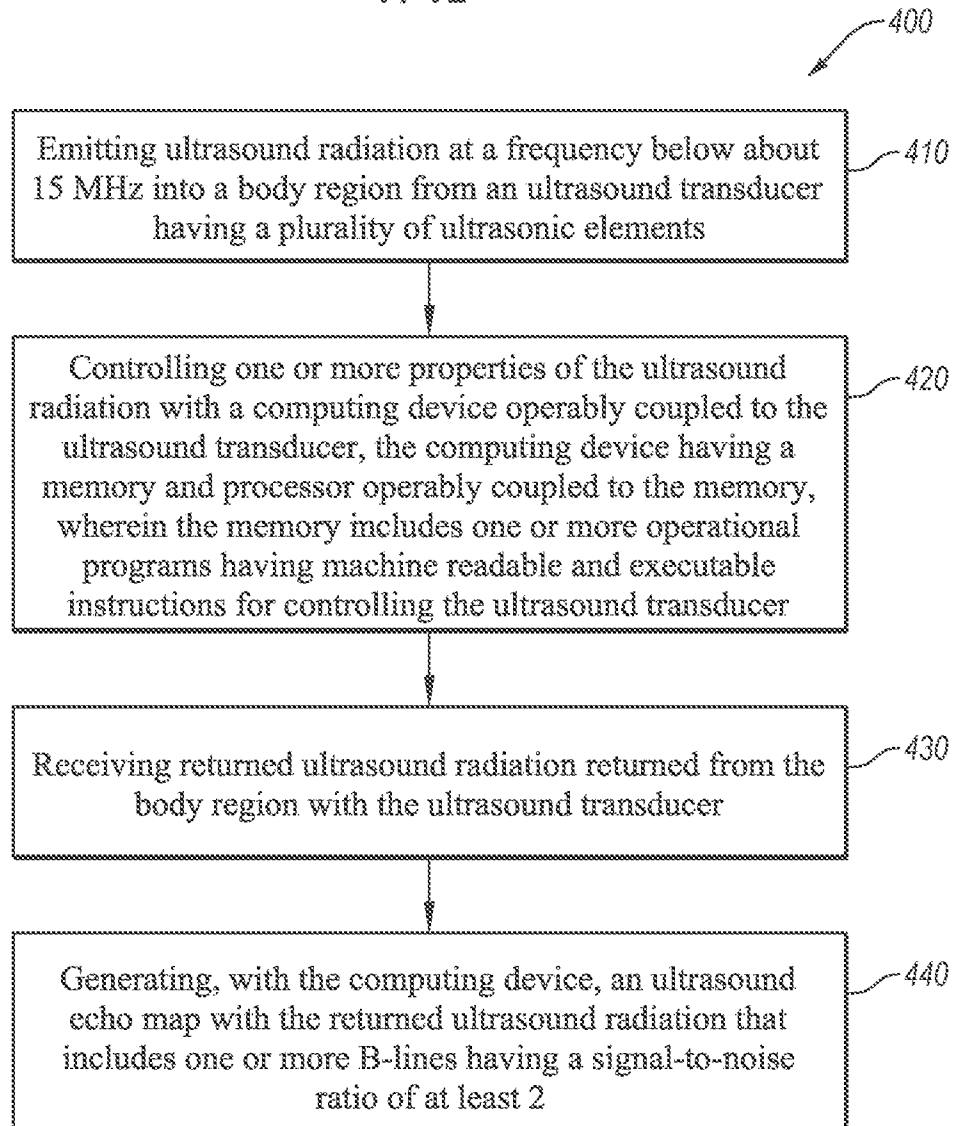 400
Emitting ultrasound radiation at a frequency below about
15 MHz into a body region from an ultrasound transducer
having a plurality of ultrasonic elements
410
Controlling one or more properties of the ultrasound
radiation with a computing device operably coupled to the
ultrasound transducer, the computing device having a
memory and processor operably coupled to the memory,
wherein the memory includes one or more operational
programs having machine readable and executable
instructions for controlling the ultrasound transducer
420
Receiving returned ultrasound radiation returned from the
body region with the ultrasound transducer
430
Generating, with the computing device, an ultrasound
echo map with the returned ultrasound radiation that
includes one or more B-lines having a signal-to-noise
ratio of at least 2
440